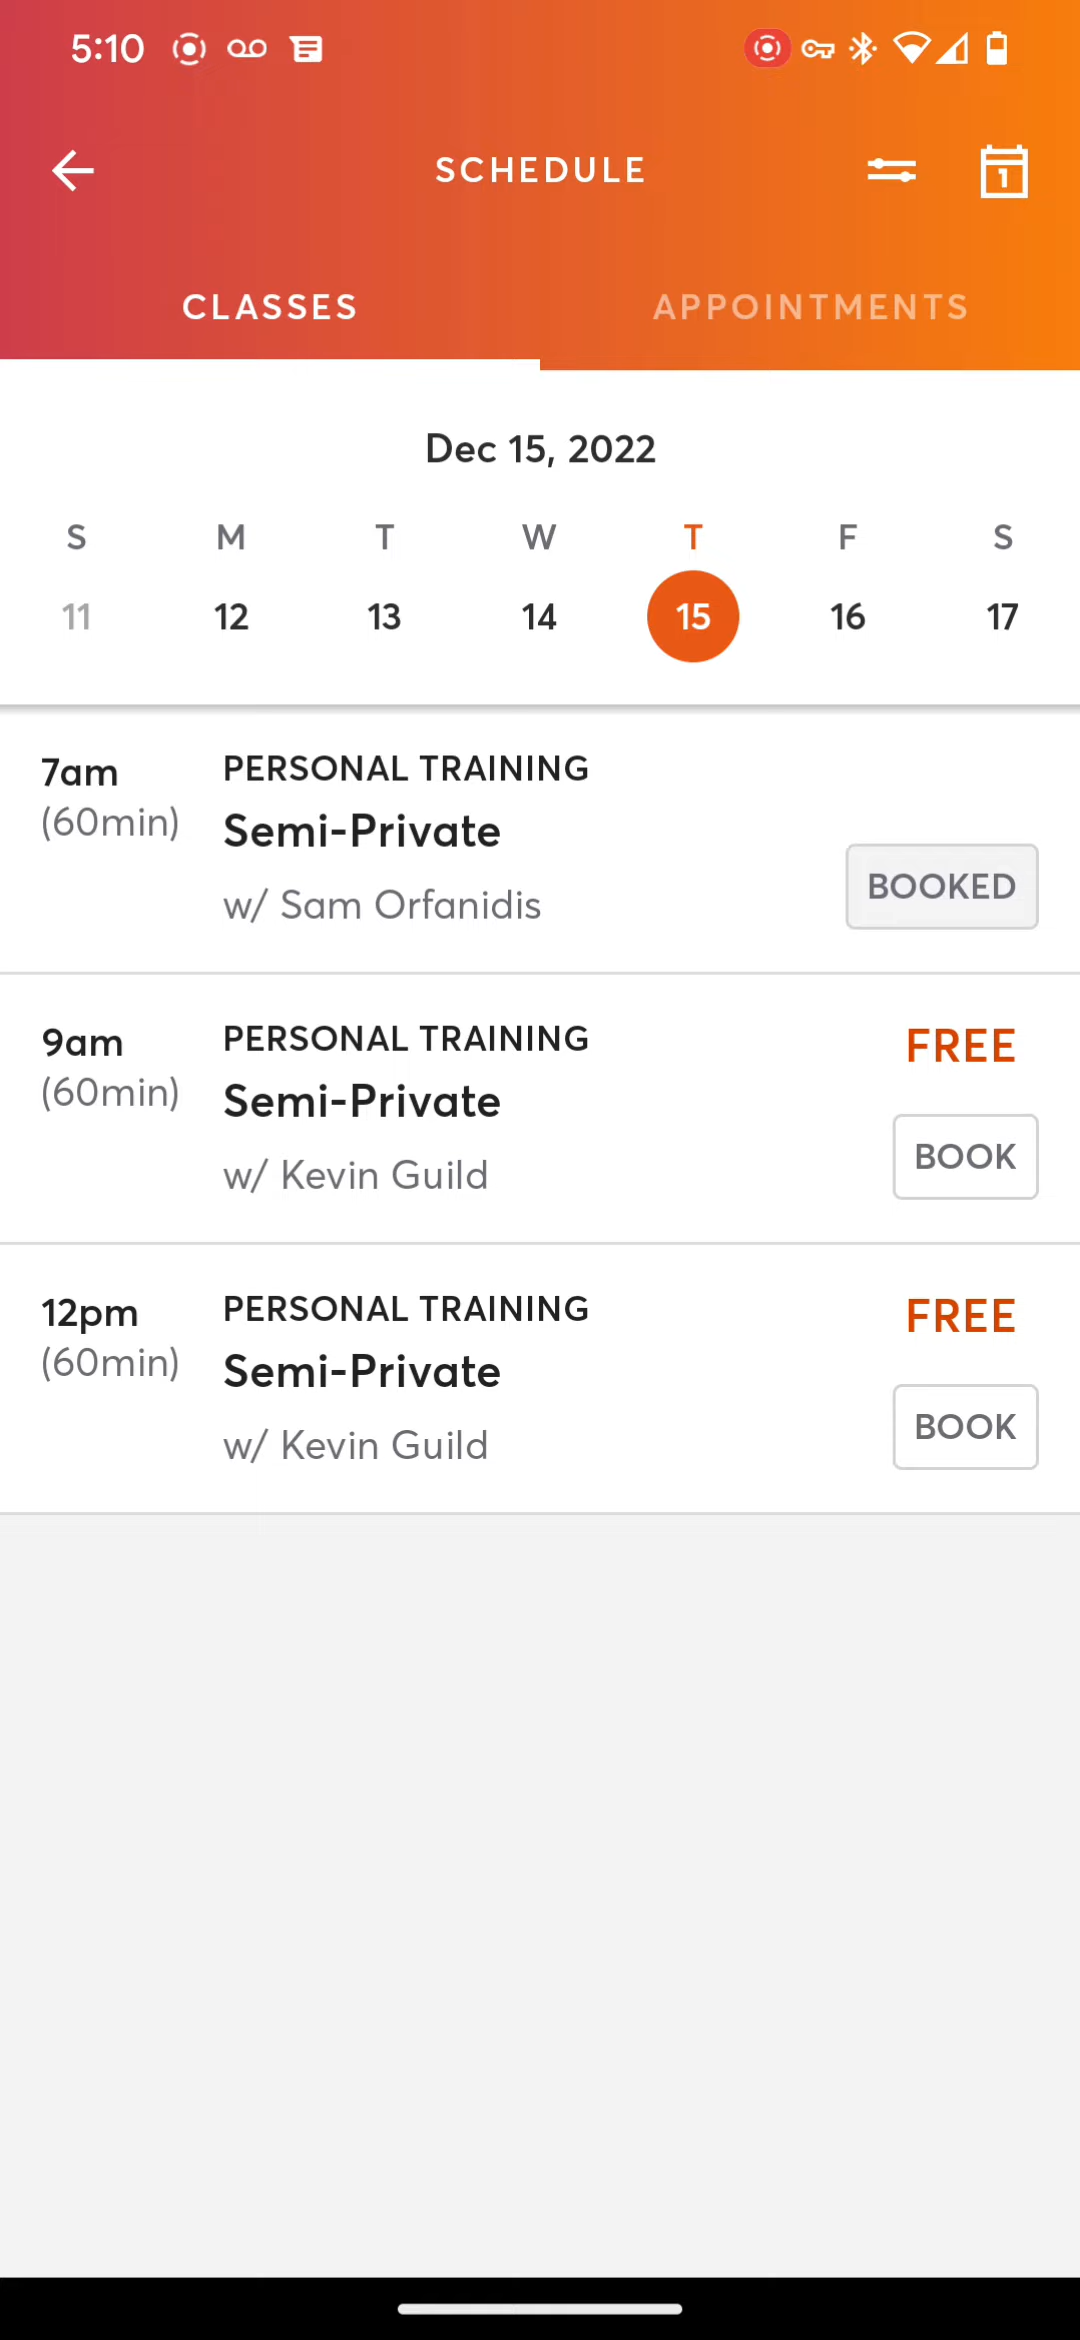 5:10
SCHEDULE
1
CLASSES
APPOINTMENTS
Dec 15, 2022
S M T W T F S
11 12 13 14 15 16 17
7am
(60min)
PERSONAL TRAINING
Semi-Private
w/ Sam Orfanidis
BOOKED
9am
(60min)
PERSONAL TRAINING
Semi-Private
w/ Kevin Guild
FREE
BOOK
12pm
(60min)
PERSONAL TRAINING
Semi-Private
w/ Kevin Guild
FREE
BOOK